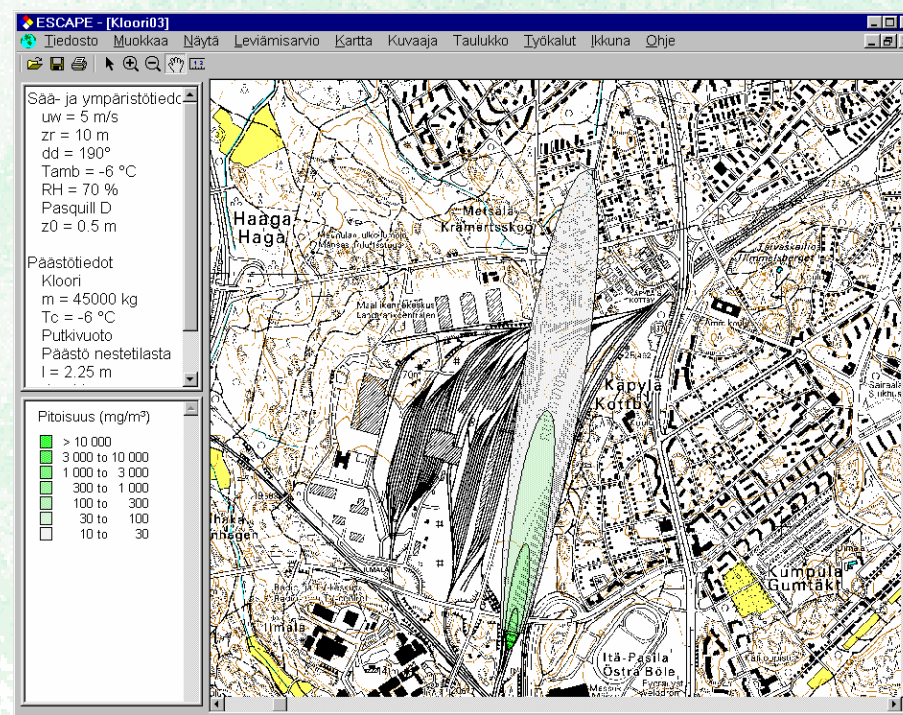 ESCAPE - [Kloori03]
Tiedosto Muokkaa Näytä Leviämisarvio Kartta Kuvaaja Taulukko Työkalut Ikkuna Ohje
Sää- ja ympäristötiedo
uw = 5 m/s
zr = 10 m
dd = 190°
Tamb = -6 °C
RH = 70 %
Pasquill D
z0 = 0.5 m
Päästötiedot
Kloori
m = 45000 kg
Tc = -6 °C
Putkivuoto
Päästö nestetilasta
l = 2.25 m
Pitoisuus (mg/m³)
> 10 000
3 000 to 10 000
1 000 to 3 000
300 to 1 000
100 to 300
30 to 100
10 to 30
Haaga
Haga
Metsälä
Krämertsskog
Käpylä
Kottby
70m
ILMALA
Ilmala
Itä-Pasila
Östra Böle
Kumpula
Gumtäkt